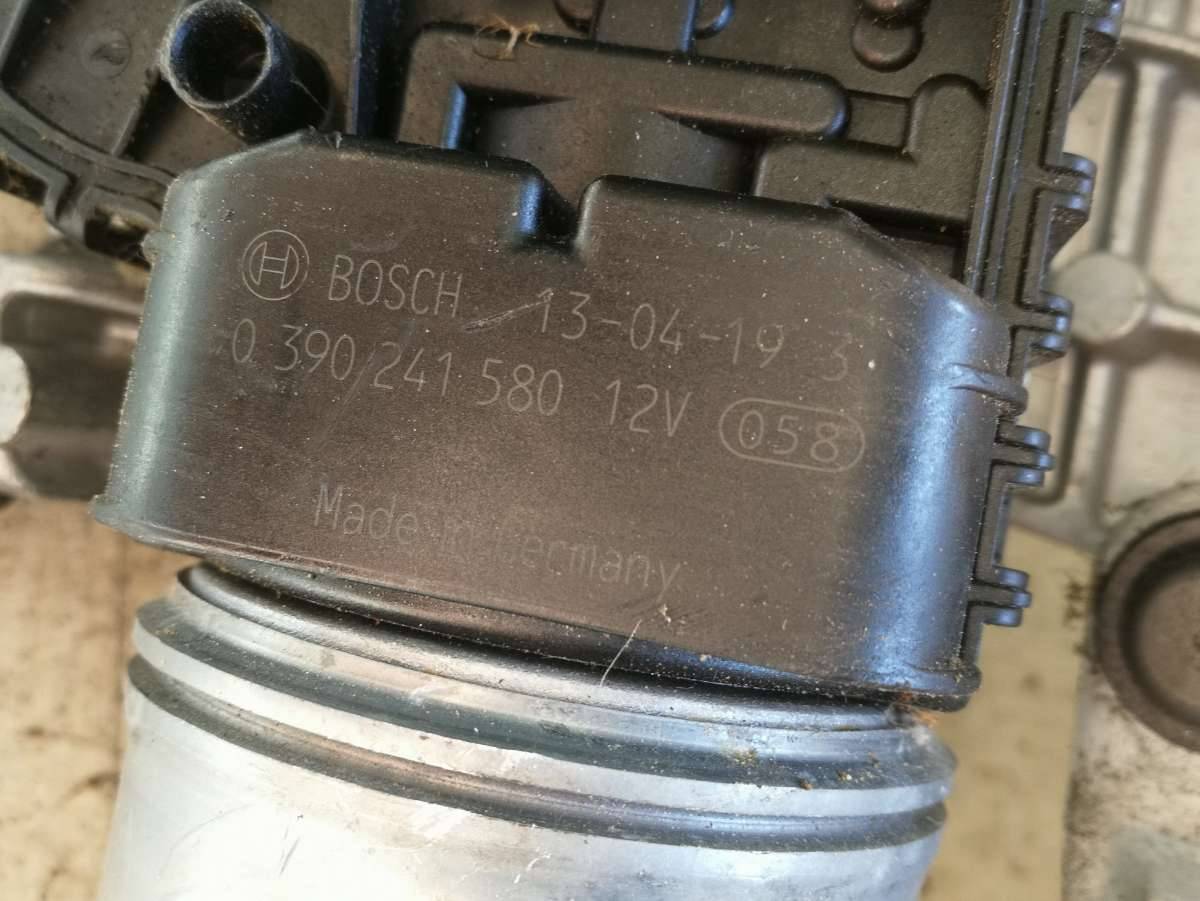 BOSCH 13-04-19 3
0 390 241 580 12V 058
Made in Germany